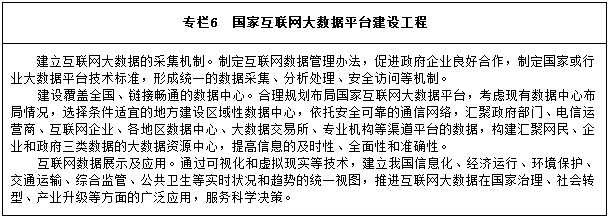 专栏6 国家互联网大数据平台建设工程
建立互联网大数据的采集机制。制定互联网数据管理办法，促进政府企业良好合作，制定国家或行
业大数据平台技术标准，形成统一的数据采集、分析处理、安全访问等机制。
建设覆盖全国、链接畅通的数据中心。合理规划布局国家互联网大数据平台，考虑现有数据中心布
局情况，选择条件适宜的地方建设区域性数据中心，依托安全可靠的通信网络，汇聚政府部门、电信运
营商、互联网企业、各地区数据中心、大数据交易所、专业机构等渠道平台的数据，构建汇聚网民、企
业和政府三类数据的大数据资源中心，提高信息的及时性、全面性和准确性。
互联网数据展示及应用。通过可视化和虚拟现实等技术，建立我国信息化、经济运行、环境保护、
交通运输、综合监管、公共卫生等实时状况和趋势的统一视图，推进互联网大数据在国家治理、社会转
型、产业升级等方面的广泛应用，服务科学决策。